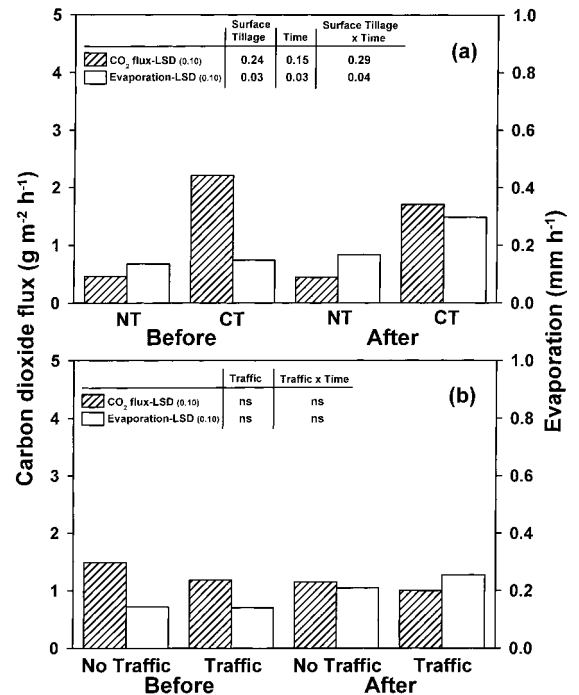 Surface Tillage Time Surface Tillage x Time
CO2 flux-LSD (0.10) 0.24 0.15 0.29
Evaporation-LSD (0.10) 0.03 0.03 0.04
(a)
5
4
3
2
1
0
1.0
0.8
0.6
0.4
0.2
0.0
NT CT NT CT
Before After
Carbon dioxide flux (g m-2 h-1)
Evaporation (mm h-1)
Traffic Traffic x Time
CO2 flux-LSD (0.10) ns ns
Evaporation-LSD (0.10) ns ns
(b)
5
4
3
2
1
0
1.0
0.8
0.6
0.4
0.2
0.0
No Traffic Traffic No Traffic Traffic
Before After